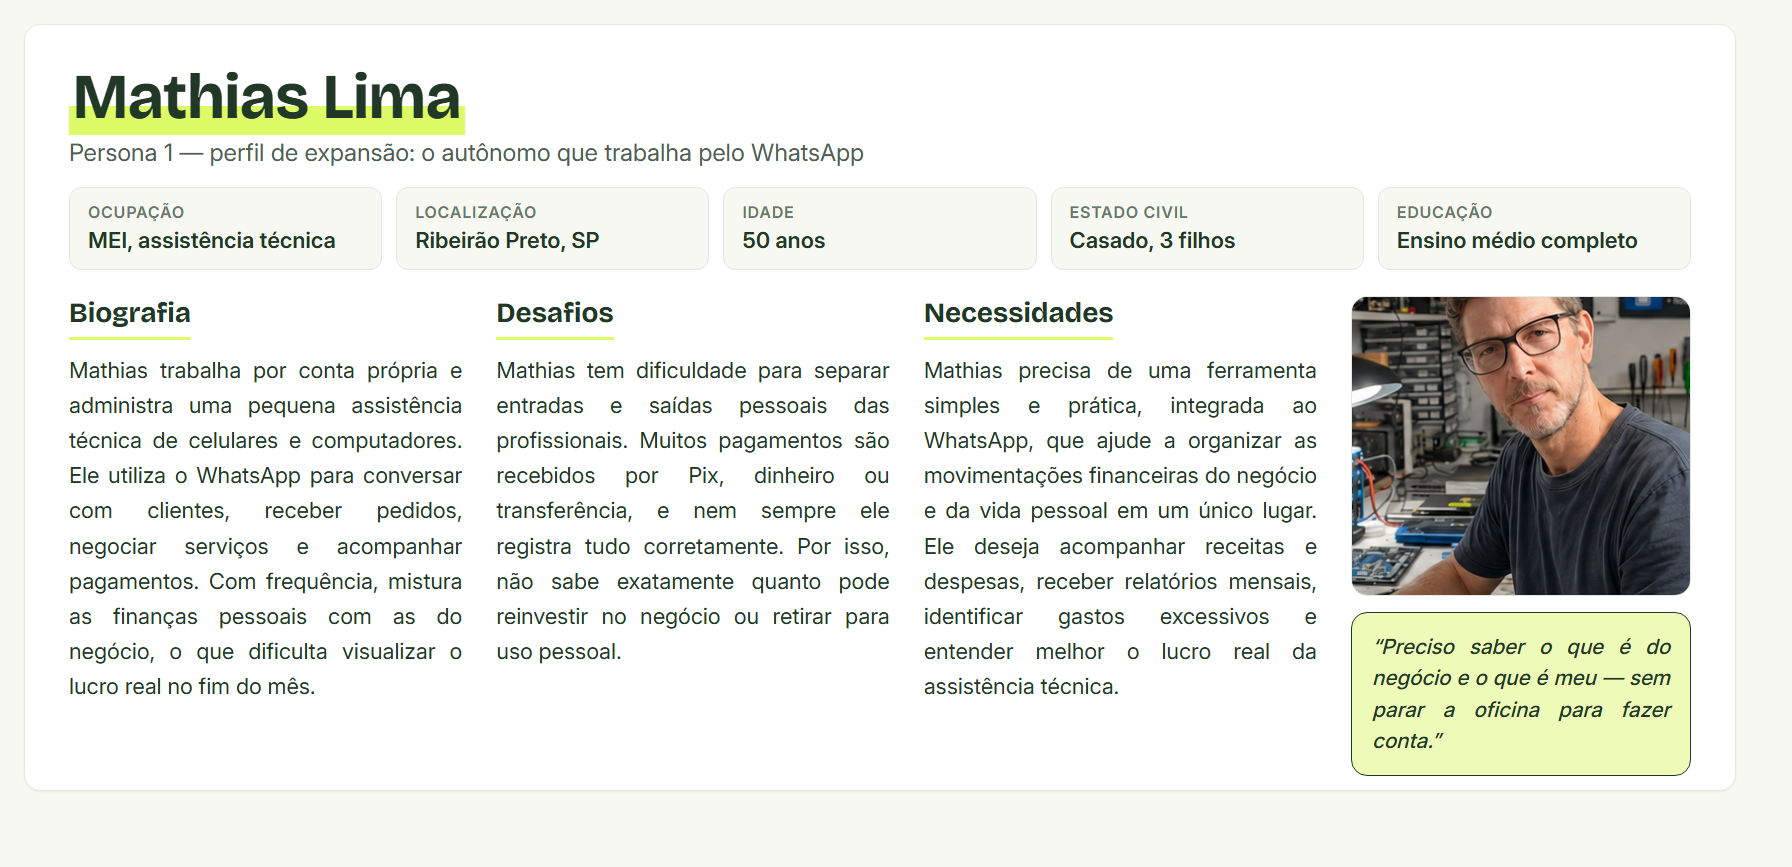 Mathias Lima
Persona 1 — perfil de expansão: o autônomo que trabalha pelo WhatsApp
OCUPAÇÃO
MEI, assistência técnica
LOCALIZAÇÃO
Ribeirão Preto, SP
IDADE
50 anos
ESTADO CIVIL
Casado, 3 filhos
EDUCAÇÃO
Ensino médio completo
Biografia
Mathias trabalha por conta própria e
administra uma pequena assistência
técnica de celulares e computadores.
Ele utiliza o WhatsApp para conversar
com clientes, receber pedidos,
negociar serviços e acompanhar
pagamentos. Com frequência, mistura
as finanças pessoais com as do
negócio, o que dificulta visualizar o
lucro real no fim do mês.
Desafios
Mathias tem dificuldade para separar
entradas e saídas pessoais das
profissionais. Muitos pagamentos são
recebidos por Pix, dinheiro ou
transferência, e nem sempre ele
registra tudo corretamente. Por isso,
não sabe exatamente quanto pode
reinvestir no negócio ou retirar para
uso pessoal.
Necessidades
Mathias precisa de uma ferramenta
simples e prática, integrada ao
WhatsApp, que ajude a organizar as
movimentações financeiras do negócio
e da vida pessoal em um único lugar.
Ele deseja acompanhar receitas e
despesas, receber relatórios mensais,
identificar gastos excessivos e
entender melhor o lucro real da
assistência técnica.
“Preciso saber o que é do
negócio e o que é meu — sem
parar a oficina para fazer
conta.”